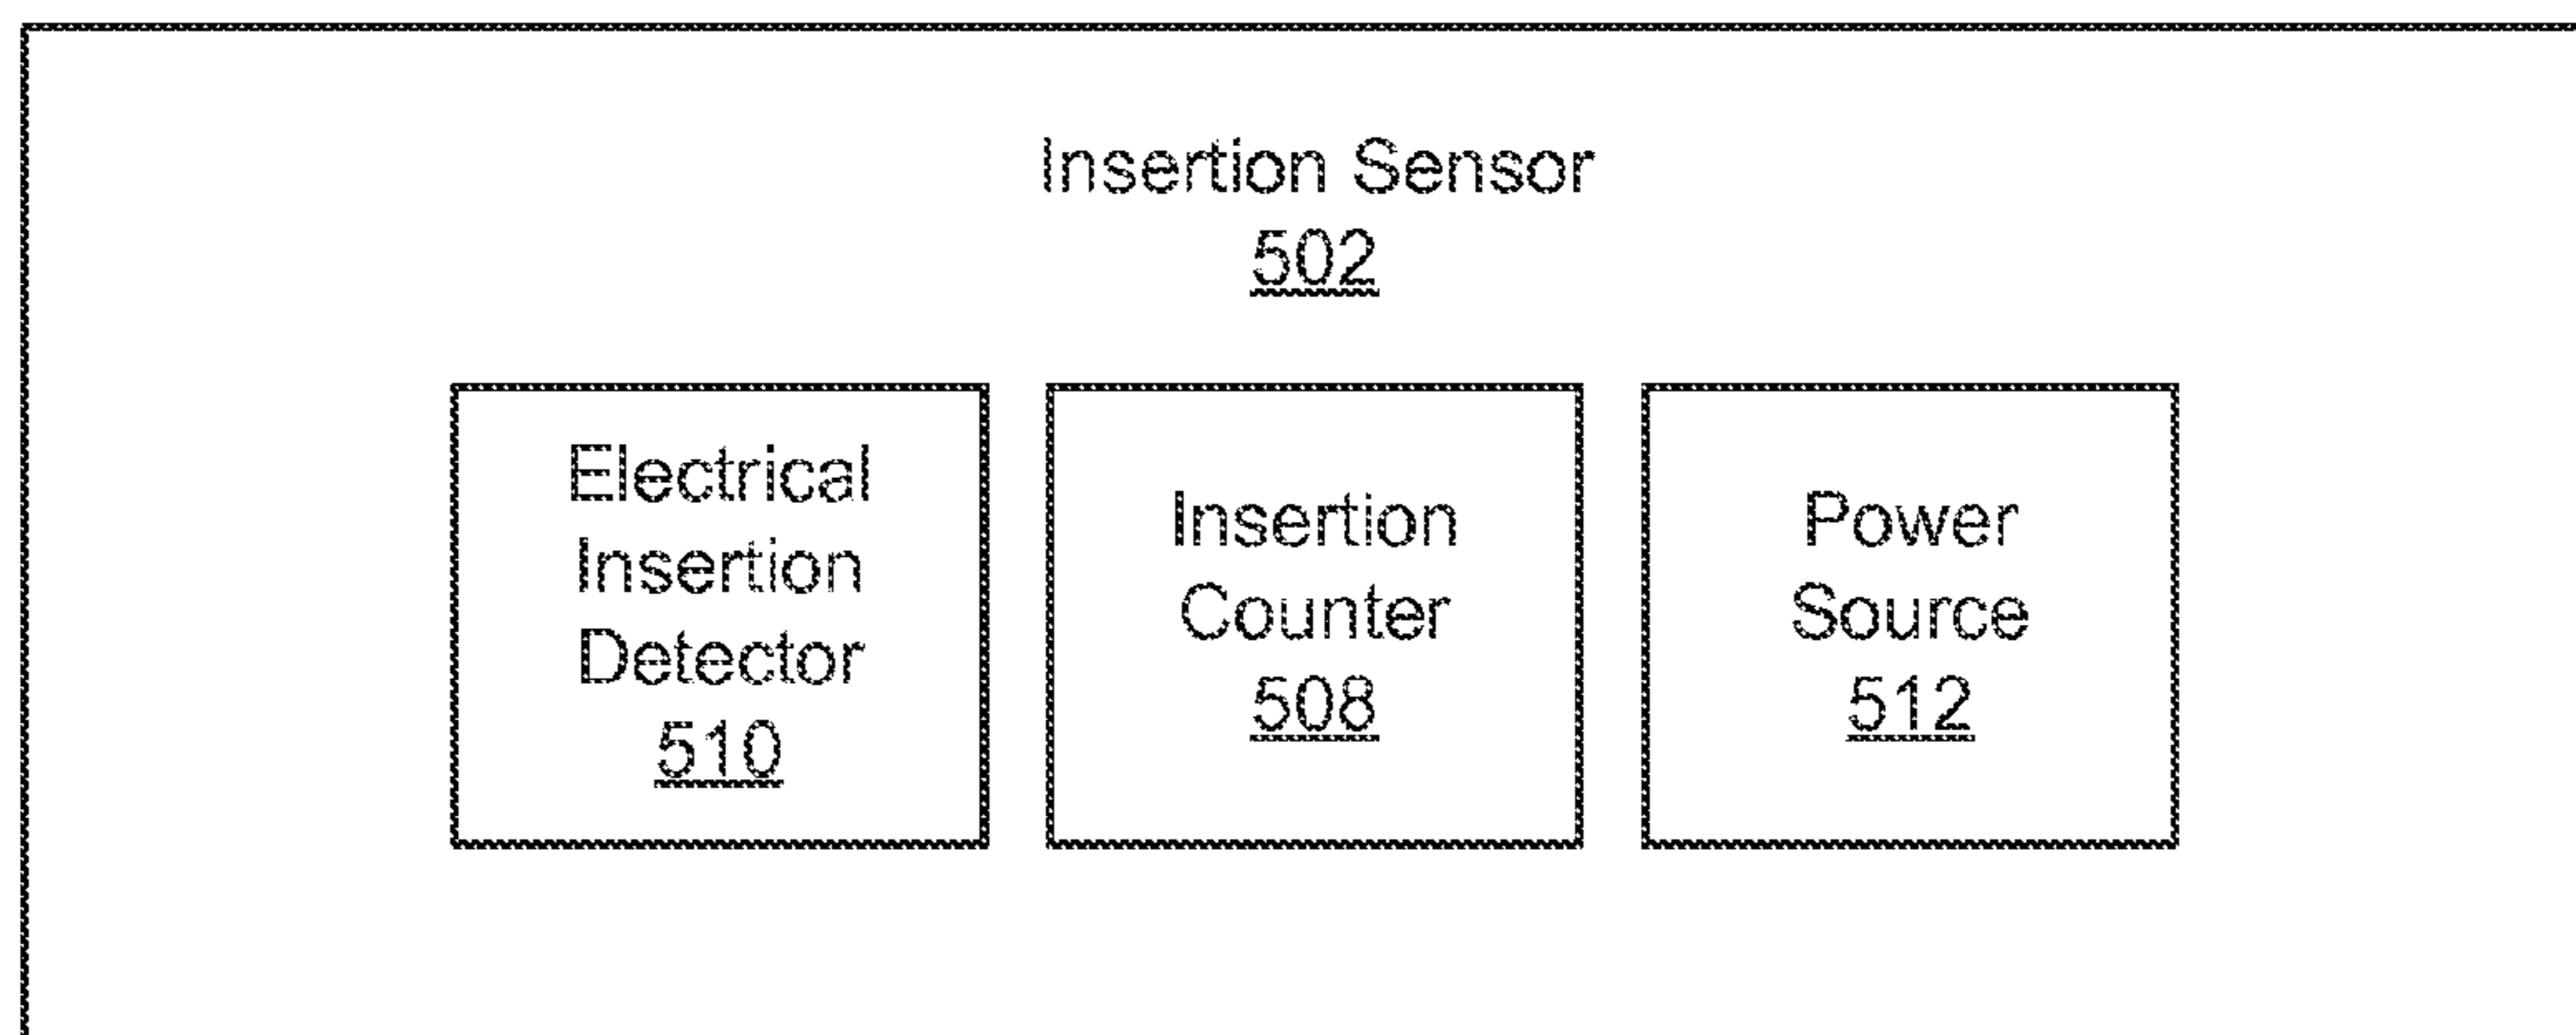 Insertion Sensor
502
Electrical
Insertion
Detector
510
Insertion
Counter
508
Power
Source
512